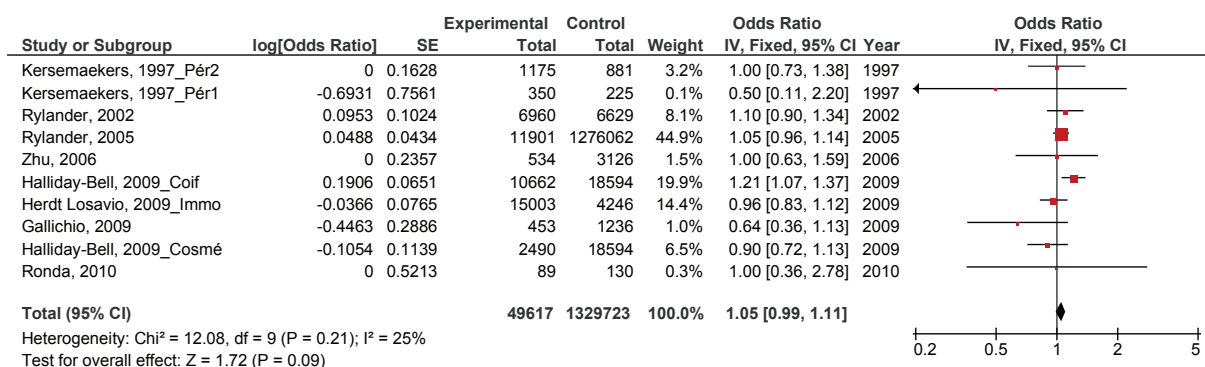 Experimental Control Odds Ratio Odds Ratio
Study or Subgroup log[Odds Ratio] SE Total Total Weight IV, Fixed, 95% CI Year IV, Fixed, 95% CI
Kersemaekers, 1997_Pér2 0 0.1628 1175 881 3.2% 1.00 [0.73, 1.38] 1997
Kersemaekers, 1997_Pér1 -0.6931 0.7561 350 225 0.1% 0.50 [0.11, 2.20] 1997
Rylander, 2002 0.0953 0.1024 6960 6629 8.1% 1.10 [0.90, 1.34] 2002
Rylander, 2005 0.0488 0.0434 11901 1276062 44.9% 1.05 [0.96, 1.14] 2005
Zhu, 2006 0 0.2357 534 3126 1.5% 1.00 [0.63, 1.59] 2006
Halliday-Bell, 2009_Coif 0.1906 0.0651 10662 18594 19.9% 1.21 [1.07, 1.37] 2009
Herdt Losavio, 2009_Immo -0.0366 0.0765 15003 4246 14.4% 0.96 [0.83, 1.12] 2009
Gallichio, 2009 -0.4463 0.2886 453 1236 1.0% 0.64 [0.36, 1.13] 2009
Halliday-Bell, 2009_Cosmé -0.1054 0.1139 2490 18594 6.5% 0.90 [0.72, 1.13] 2009
Ronda, 2010 0 0.5213 89 130 0.3% 1.00 [0.36, 2.78] 2010
Total (95% CI) 49617 1329723 100.0% 1.05 [0.99, 1.11]
Heterogeneity: Chi² = 12.08, df = 9 (P = 0.21); I² = 25%
Test for overall effect: Z = 1.72 (P = 0.09)
0.2 0.5 1 2 5